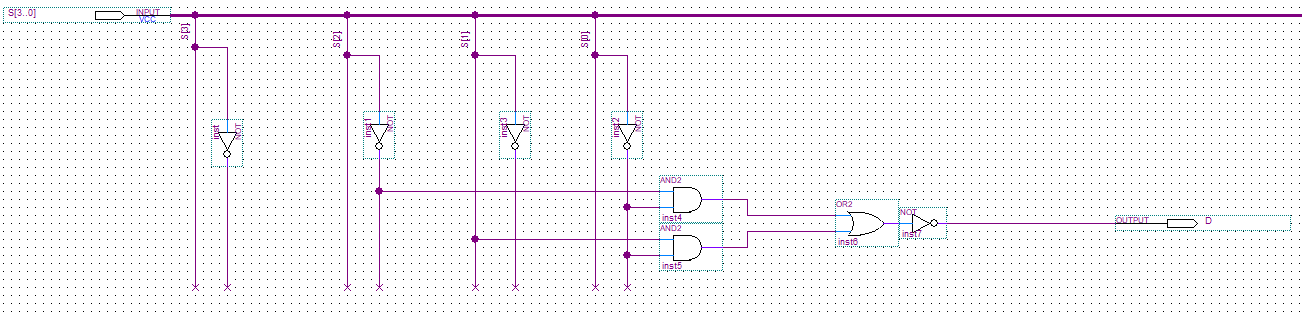 S[3..0]
INPUT
VCC
S[3]
S[2]
S[1]
S[0]
inst
NOT
inst1
NOT
inst3
NOT
inst2
NOT
AND2
inst4
AND2
inst5
OR2
inst6
NOT
inst7
OUTPUT
D